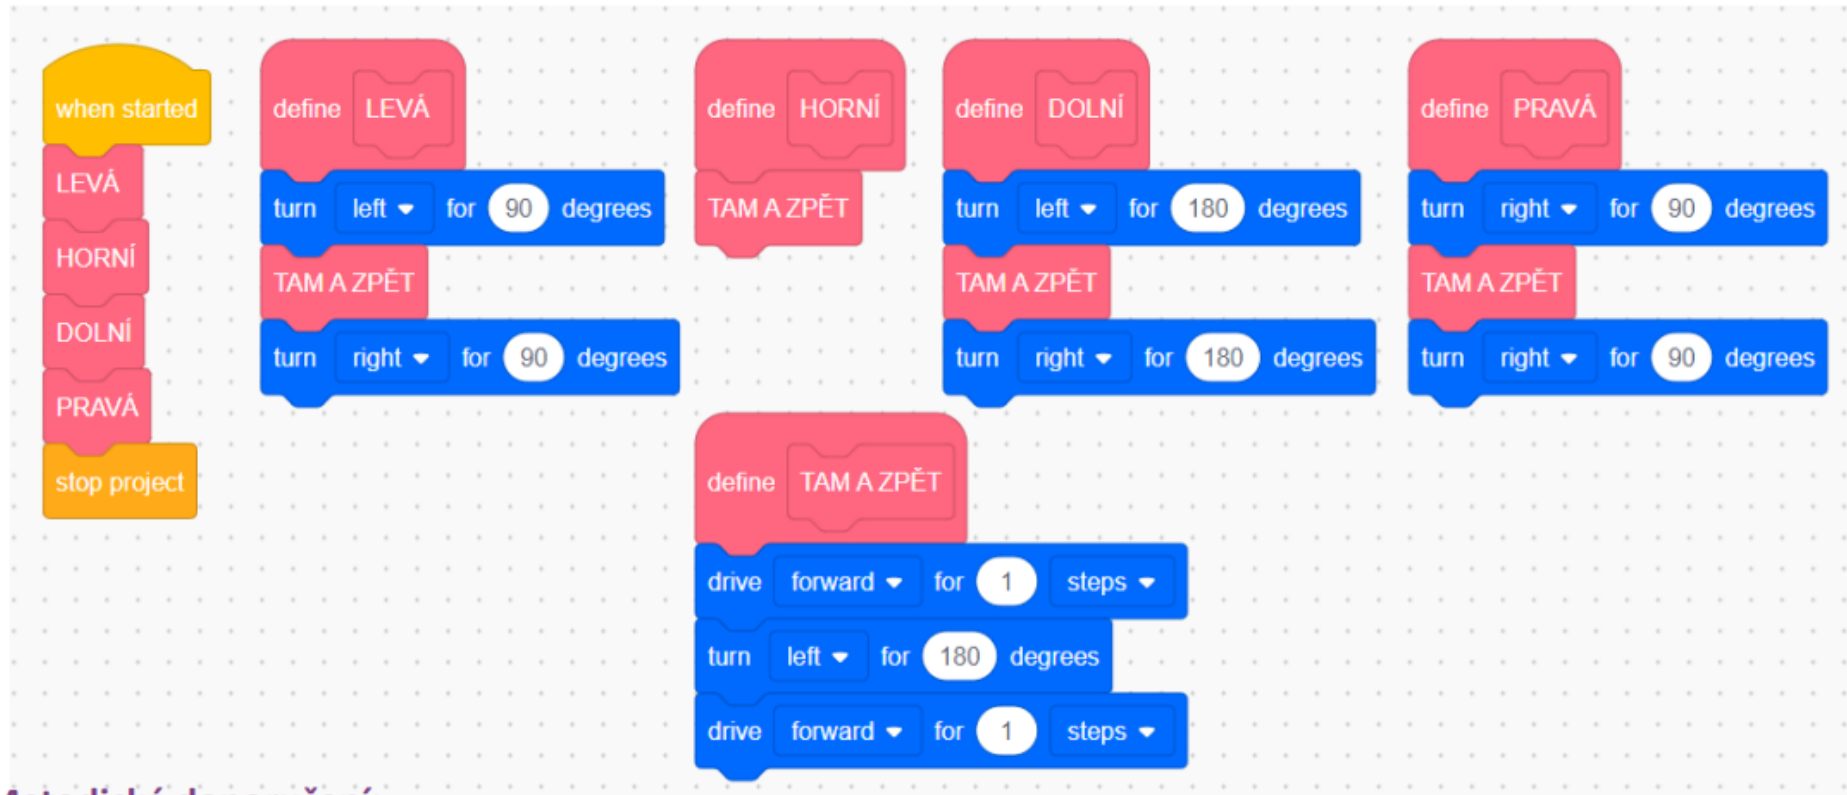 when started
LEVÁ
HORNÍ
DOLNÍ
PRAVÁ
stop project
define LEVÁ
turn left for 90 degrees
TAM A ZPĚT
turn right for 90 degrees
define HORNÍ
TAM A ZPĚT
define DOLNÍ
turn left for 180 degrees
TAM A ZPĚT
turn right for 180 degrees
define PRAVÁ
turn right for 90 degrees
TAM A ZPĚT
turn right for 90 degrees
define TAM A ZPĚT
drive forward for 1 steps
turn left for 180 degrees
drive forward for 1 steps